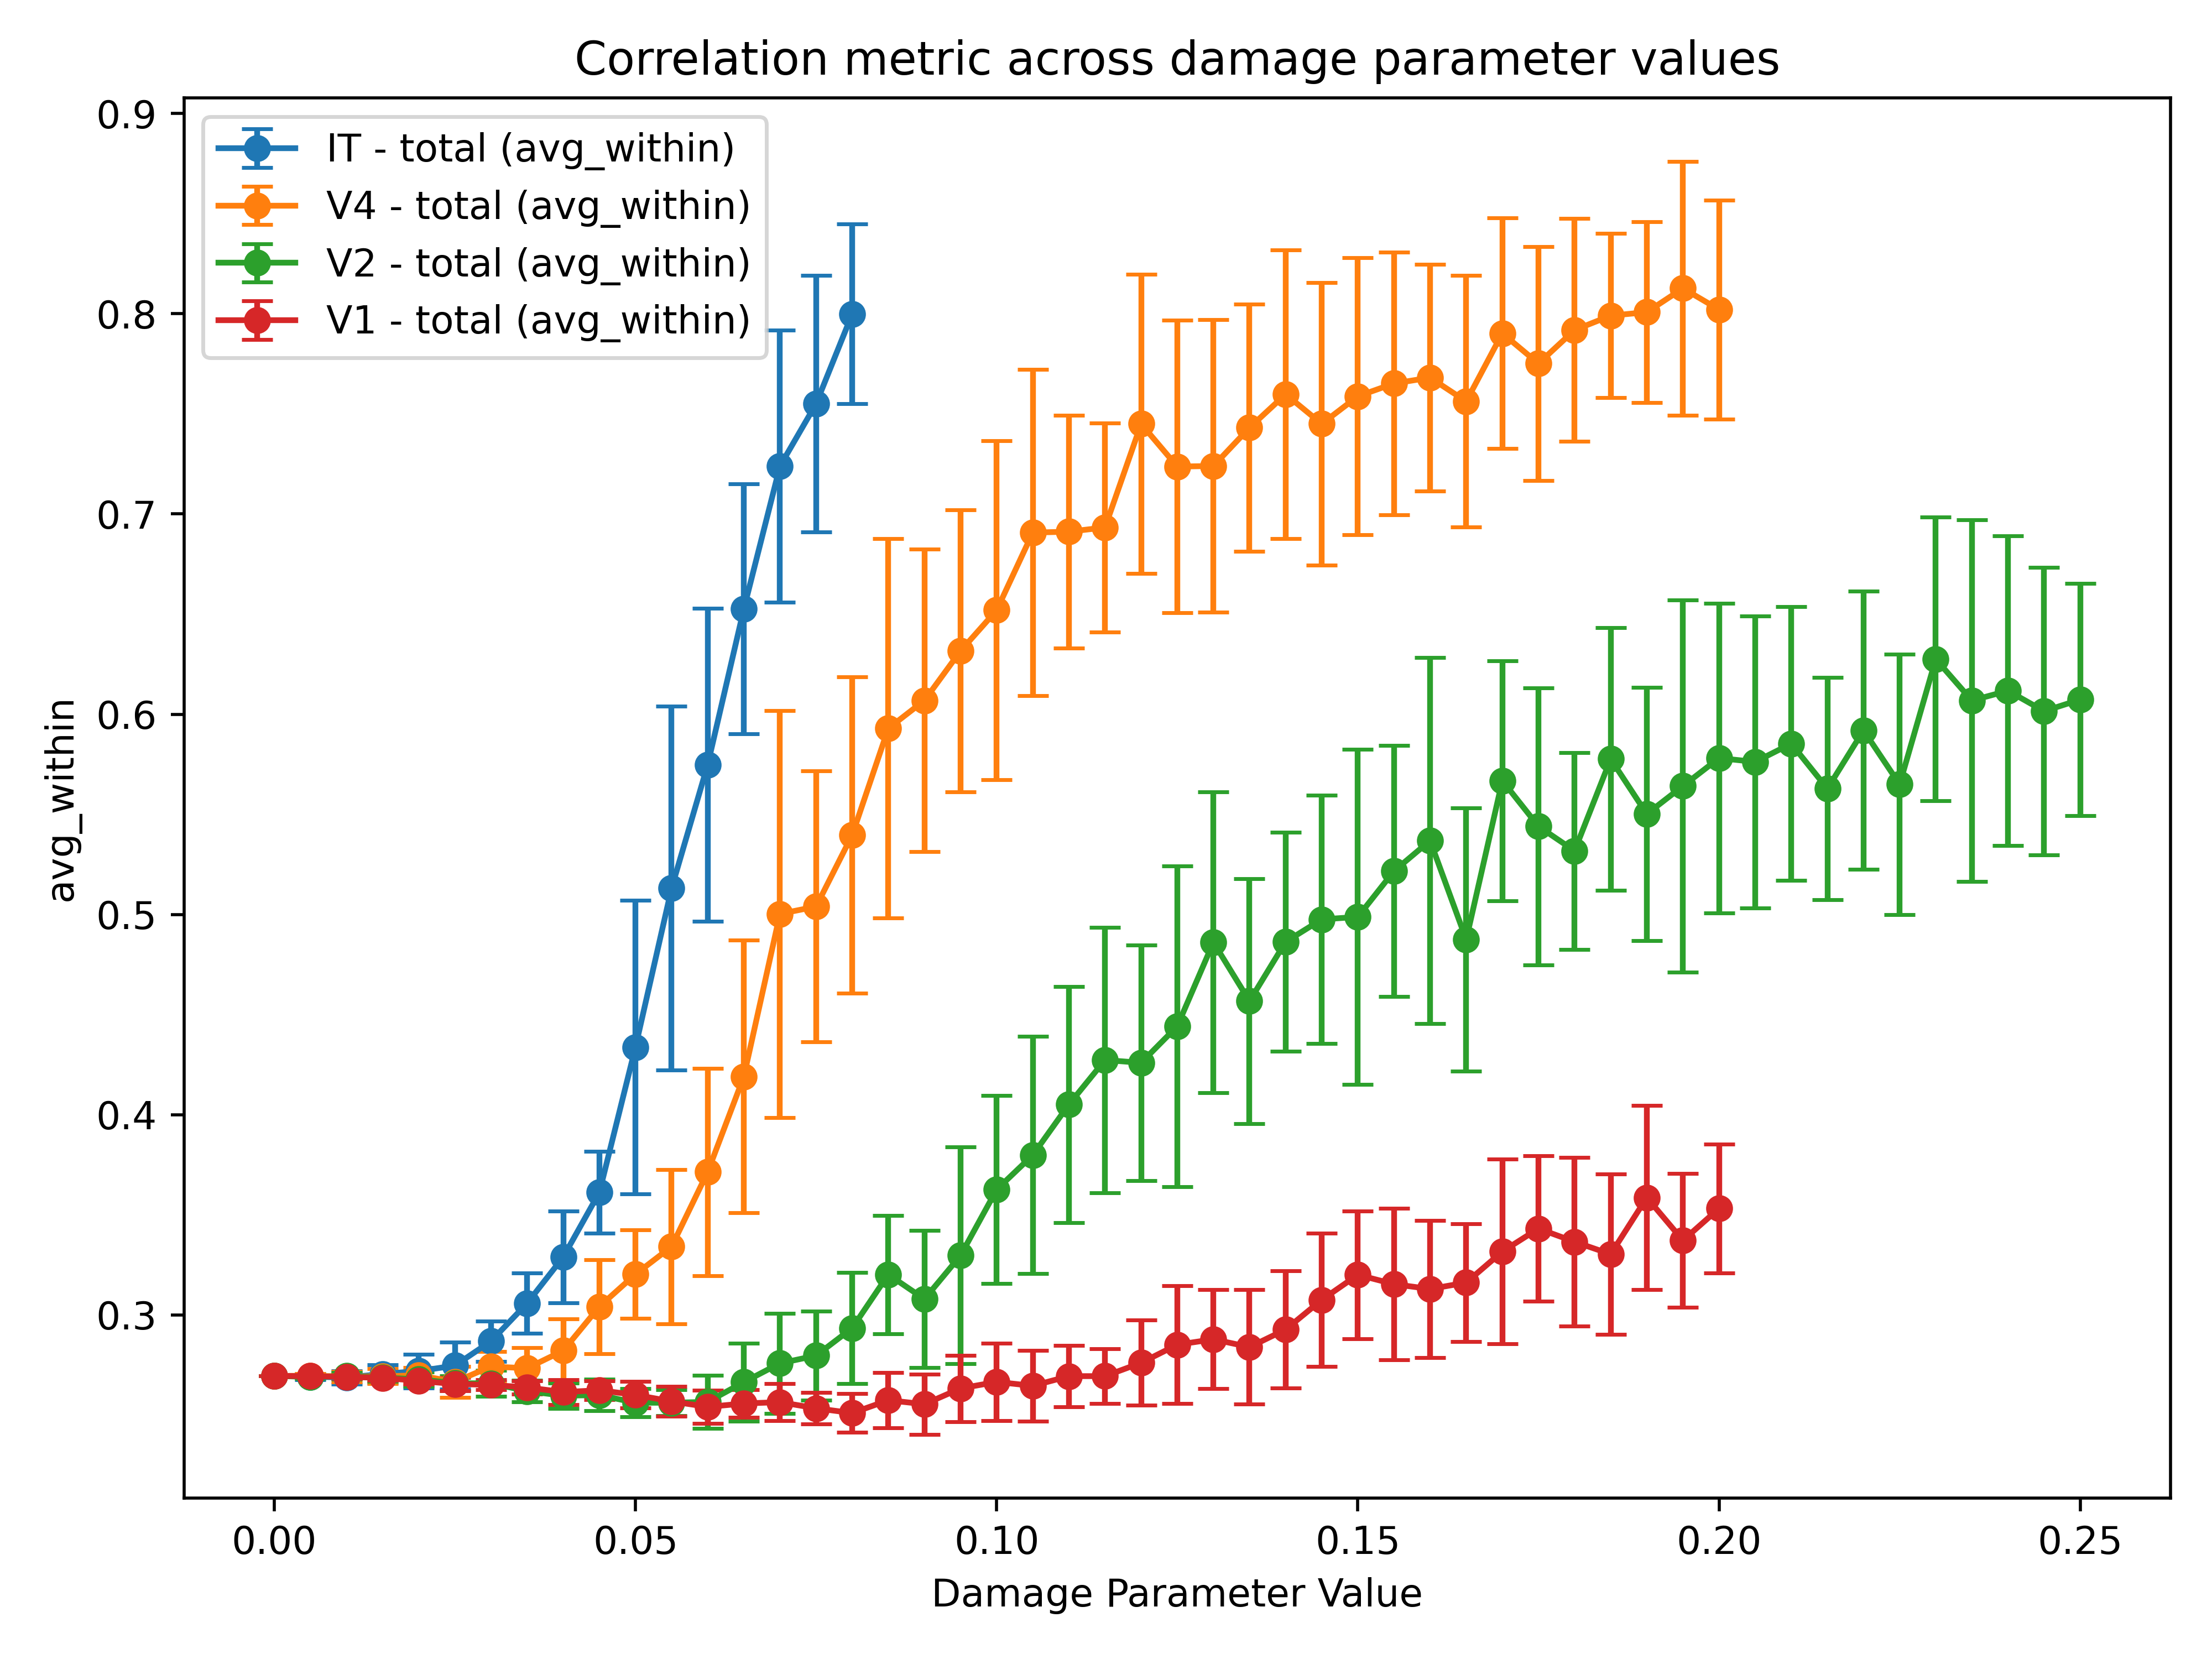 Correlation metric across damage parameter values
IT - total (avg_within)
V4 - total (avg_within)
V2 - total (avg_within)
V1 - total (avg_within)
avg_within
0.9
0.8
0.7
0.6
0.5
0.4
0.3
0.00 0.05 0.10 0.15 0.20 0.25
Damage Parameter Value